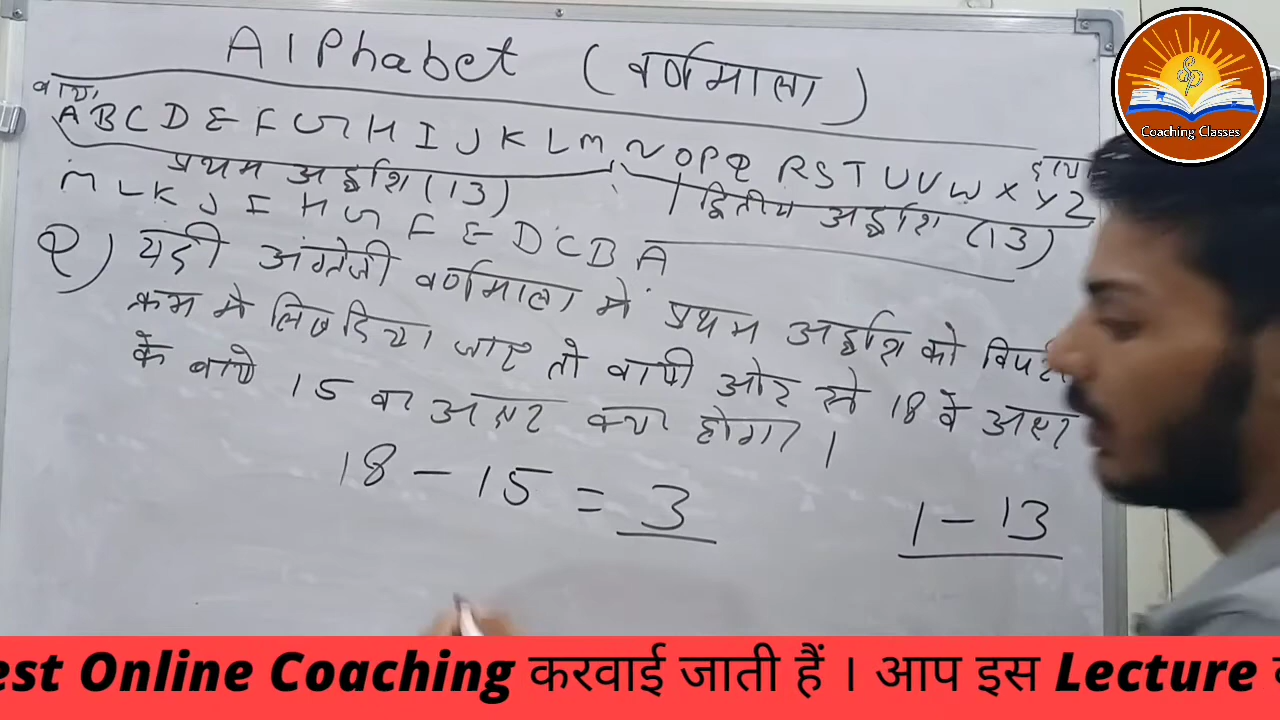 Alphabet (वर्णमाला)
बायां
A B C D E F G H I J K L M N O P Q R S T U V W X Y Z
प्रथम अर्द्धांश (13) द्वितीय अर्द्धांश (13)
M L K J I H G F E D C B A
Q) यदी अंग्रेजी वर्णमाला में प्रथम अर्द्धांश को
क्रम में लिख दिया जाए तो बायी ओर से 18 वे अक्षर
के बायें 15 वा अक्षर क्या होगा।
18 - 15 = 3
1 - 13
Coaching Classes
est Online Coaching करवाई जाती हैं । आप इस Lecture